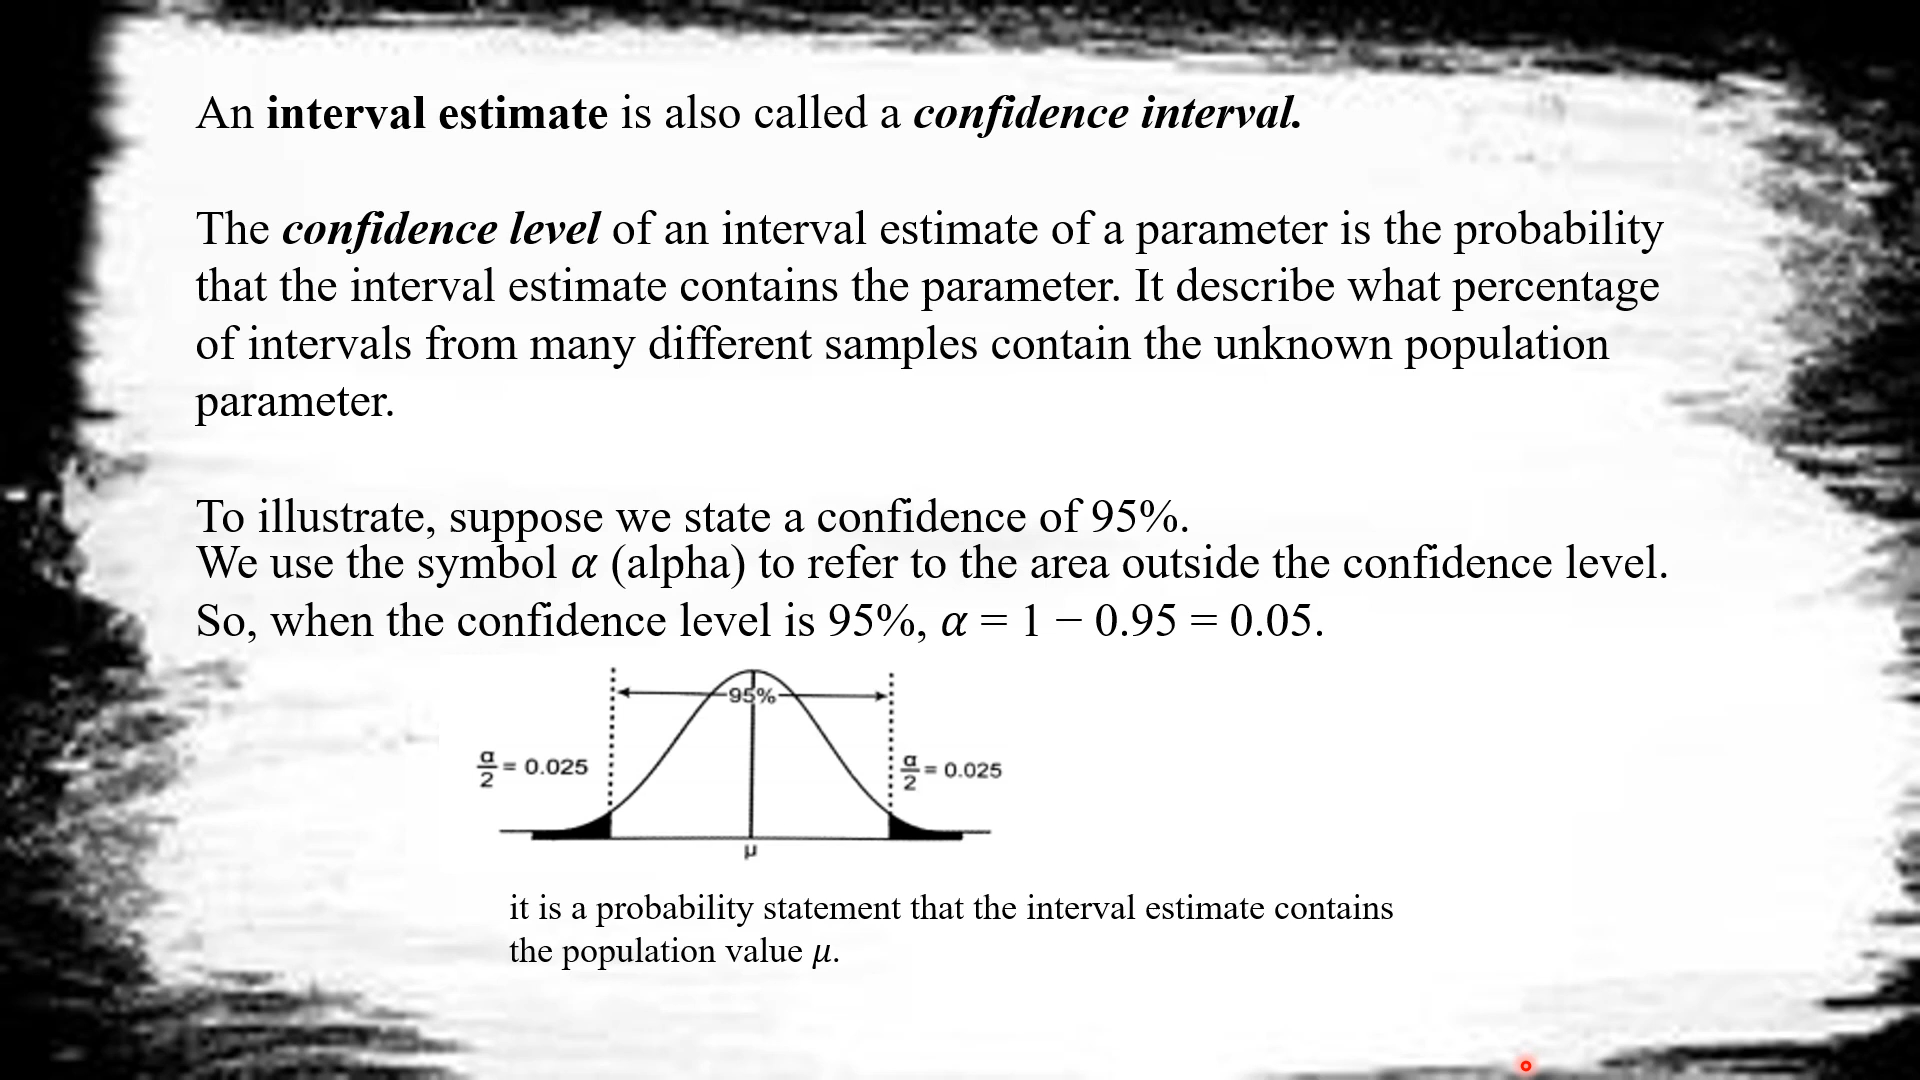 An interval estimate is also called a confidence interval.
The confidence level of an interval estimate of a parameter is the probability
that the interval estimate contains the parameter. It describe what percentage
of intervals from many different samples contain the unknown population
parameter.
To illustrate, suppose we state a confidence of 95%.
We use the symbol α (alpha) to refer to the area outside the confidence level.
So, when the confidence level is 95%, α = 1 − 0.95 = 0.05.
95%
α/2 = 0.025
α/2 = 0.025
μ
it is a probability statement that the interval estimate contains
the population value μ.